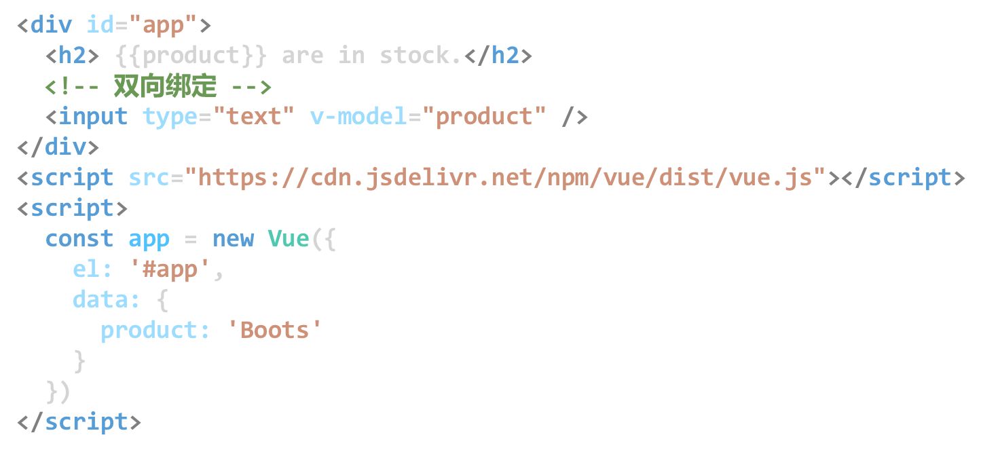 <div id="app">
  <h2> {{product}} are in stock.</h2>
  <!-- 双向绑定 -->
  <input type="text" v-model="product" />
</div>
<script src="https://cdn.jsdelivr.net/npm/vue/dist/vue.js"></script>
<script>
  const app = new Vue({
    el: '#app',
    data: {
      product: 'Boots'
    }
  })
</script>